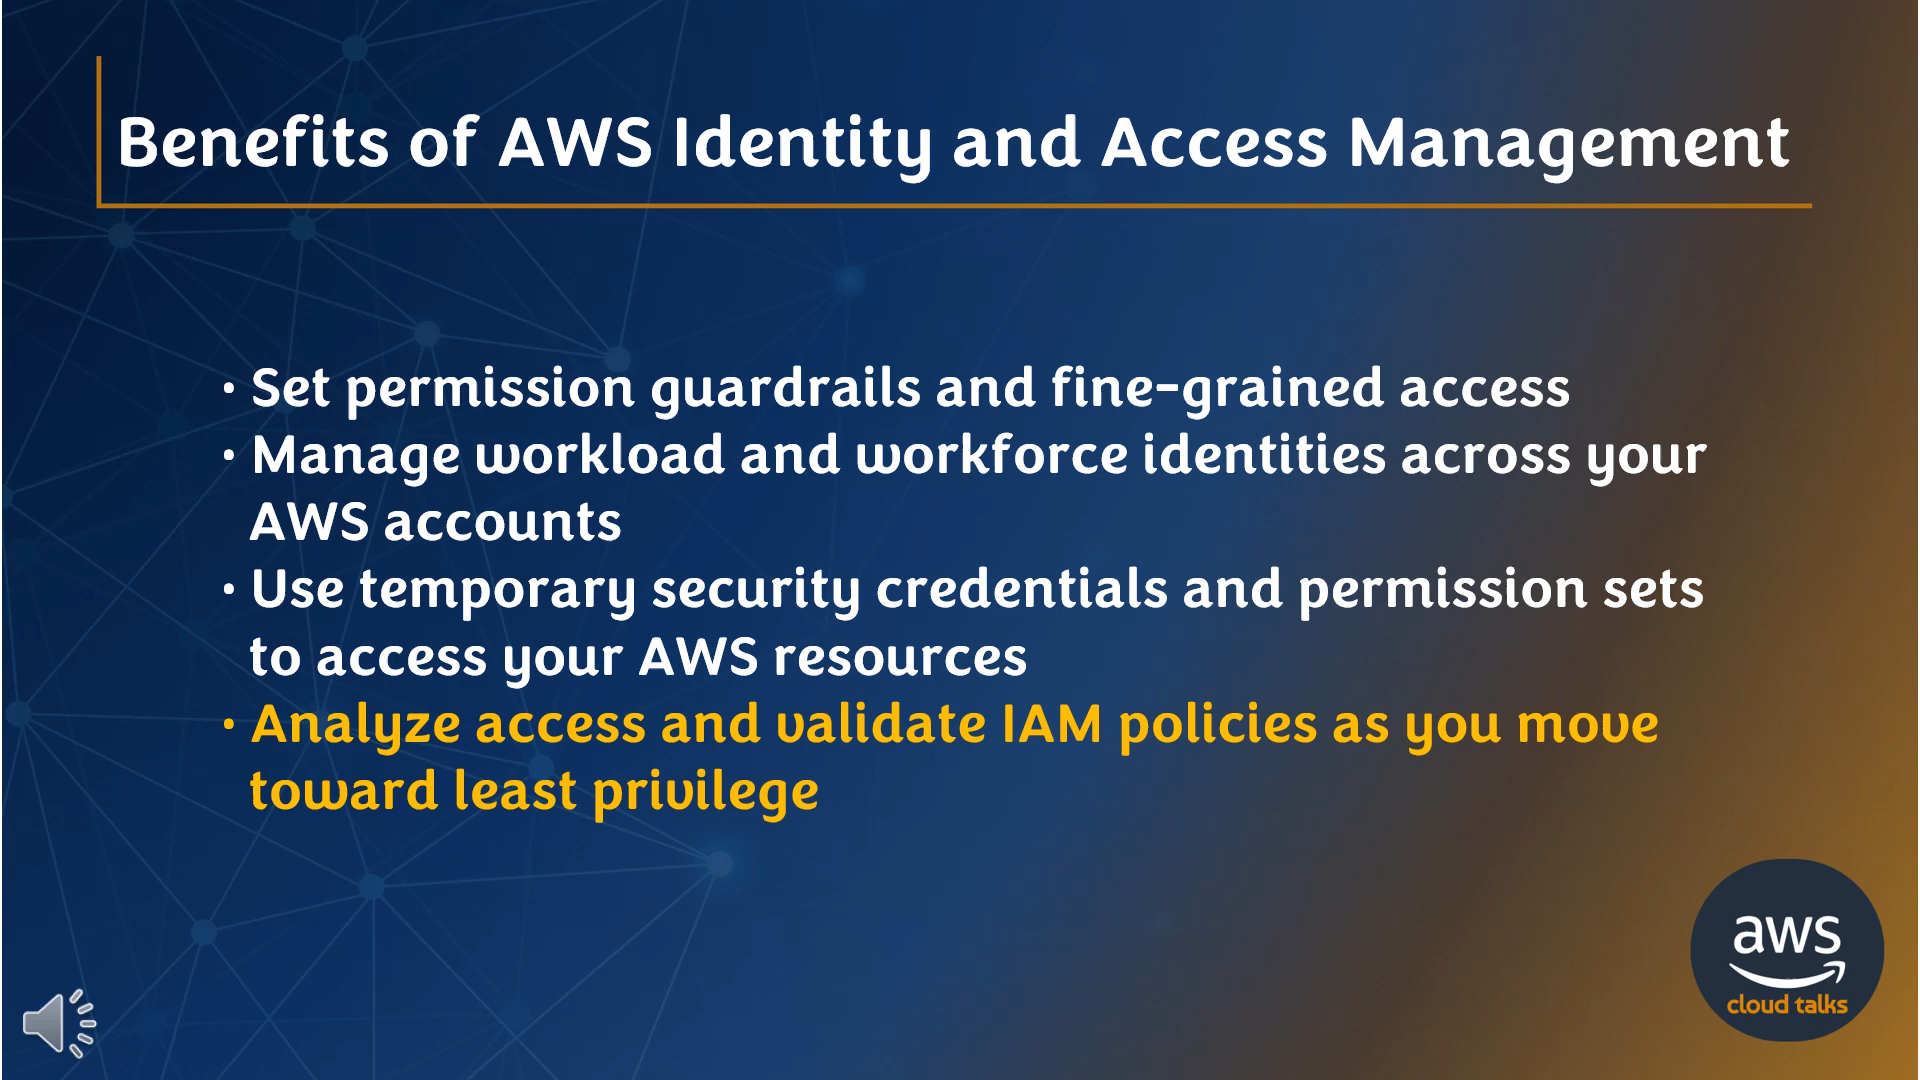 Benefits of AWS Identity and Access Management
• Set permission guardrails and fine-grained access
• Manage workload and workforce identities across your
AWS accounts
• Use temporary security credentials and permission sets
to access your AWS resources
• Analyze access and validate IAM policies as you move
toward least privilege
aws
cloud talks